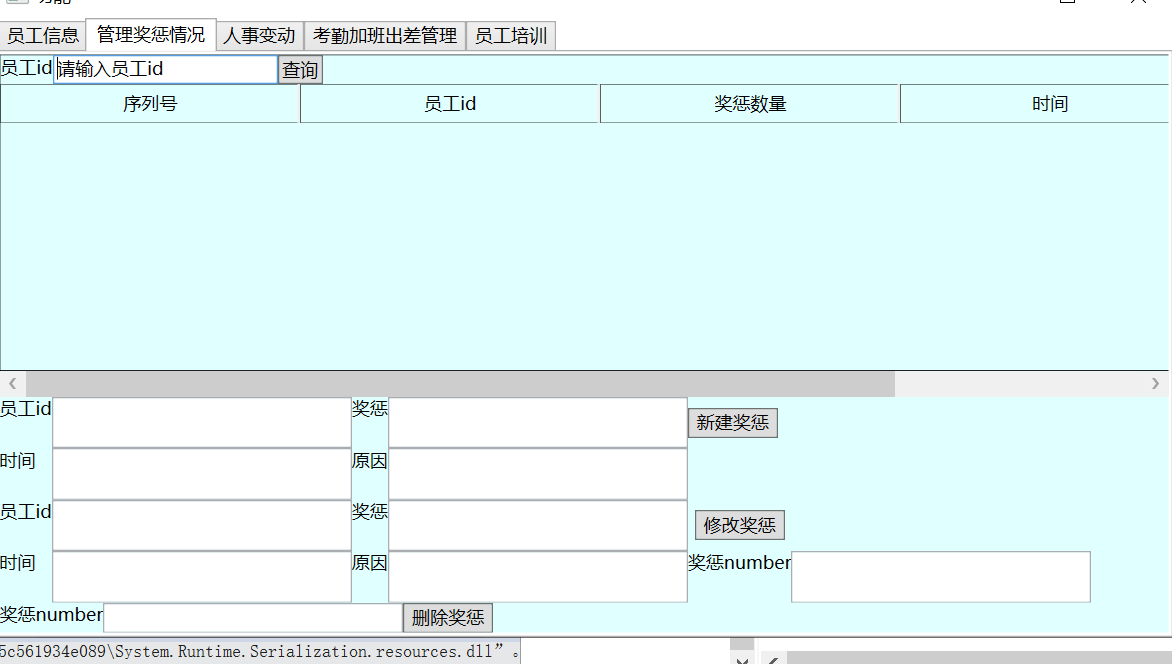 员工信息 管理奖惩情况 人事变动 考勤加班出差管理 员工培训
员工id 请输入员工id 查询
序列号 员工id 奖惩数量 时间
员工id 奖惩 新建奖惩
时间 原因
员工id 奖惩 修改奖惩
时间 原因 奖惩number
奖惩number 删除奖惩
5c561934e089\System.Runtime.Serialization.resources.dll”。